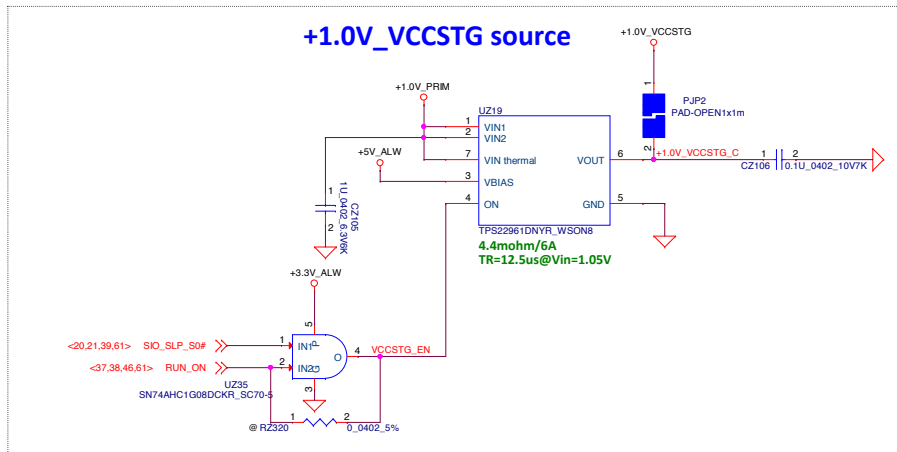 +1.0V_VCCSTG source
+1.0V_VCCSTG
+1.0V_PRIM
1
PJP2
PAD-OPEN1x1m
2
UZ19
1
VIN1
2
VIN2
7
VIN thermal
VOUT
6
+1.0V_VCCSTG_C
1
2
CZ106
0.1U_0402_10V7K
+5V_ALW
3
VBIAS
4
ON
GND
5
TPS22961DNYR_WSON8
4.4mohm/6A
TR=12.5us@Vin=1.05V
1
2
CZ105
1U_0402_6.3V6K
+3.3V_ALW
5
<20,21,39,61> SIO_SLP_S0#
1
IN1
P
O
4
VCCSTG_EN
<37,38,46,61> RUN_ON
2
IN2
G
3
UZ35
SN74AHC1G08DCKR_SC70-5
1
2
@ RZ320
0_0402_5%